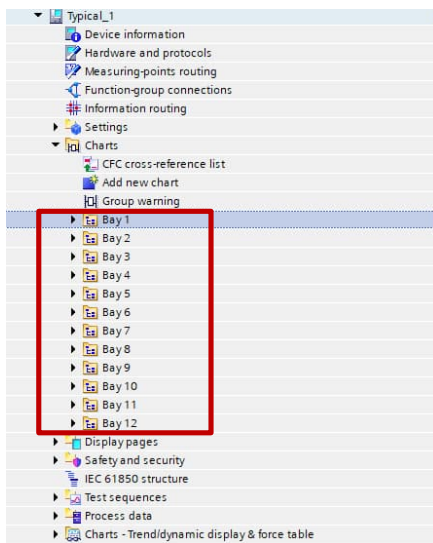 Typical_1
Device information
Hardware and protocols
Measuring-points routing
Function-group connections
Information routing
Settings
Charts
CFC cross-reference list
Add new chart
Group warning
Bay 1
Bay 2
Bay 3
Bay 4
Bay 5
Bay 6
Bay 7
Bay 8
Bay 9
Bay 10
Bay 11
Bay 12
Display pages
Safety and security
IEC 61850 structure
Test sequences
Process data
Charts - Trend/dynamic display & force table